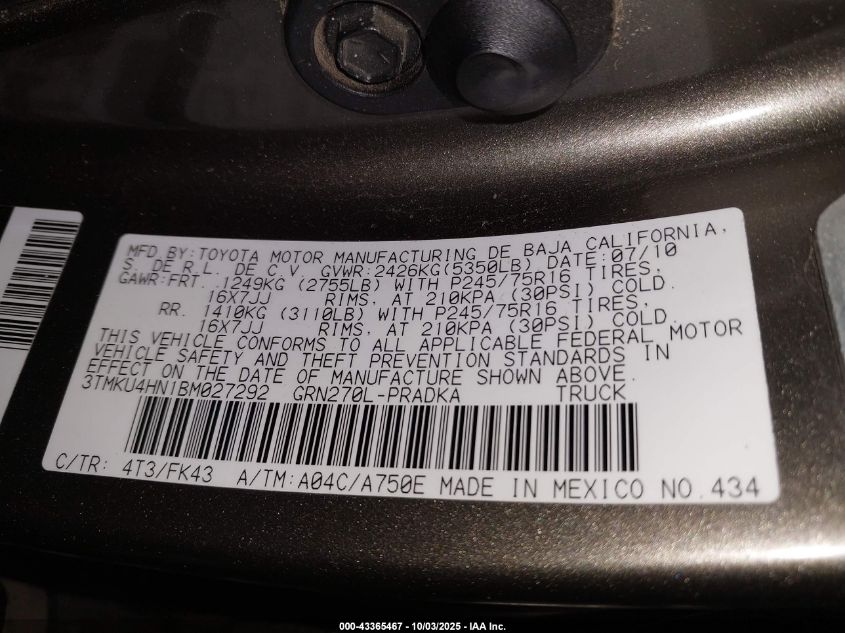 MFD.BY:TOYOTA MOTOR MANUFACTURING DE BAJA CALIFORNIA,
S. DE R.L. DE C.V. GVWR:2426KG(5350LB) DATE: 07/10
GAWR:FRT. 1249KG (2755LB) WITH P245/75R16 TIRES,
16X7JJ RIMS, AT 210KPA (30PSI) COLD.
RR. 1410KG (3110LB) WITH P245/75R16 TIRES,
16X7JJ RIMS, AT 210KPA (30PSI) COLD.
THIS VEHICLE CONFORMS TO ALL APPLICABLE FEDERAL MOTOR
VEHICLE SAFETY AND THEFT PREVENTION STANDARDS IN
EFFECT ON THE DATE OF MANUFACTURE SHOWN ABOVE.
3TMKU4HN1BM027292 GRN270L-PRADKA TRUCK
C/TR: 4T3/FK43 A/TM:A04C/A750E MADE IN MEXICO NO.434
000-43365467 - 10/03/2025 - IAA Inc.